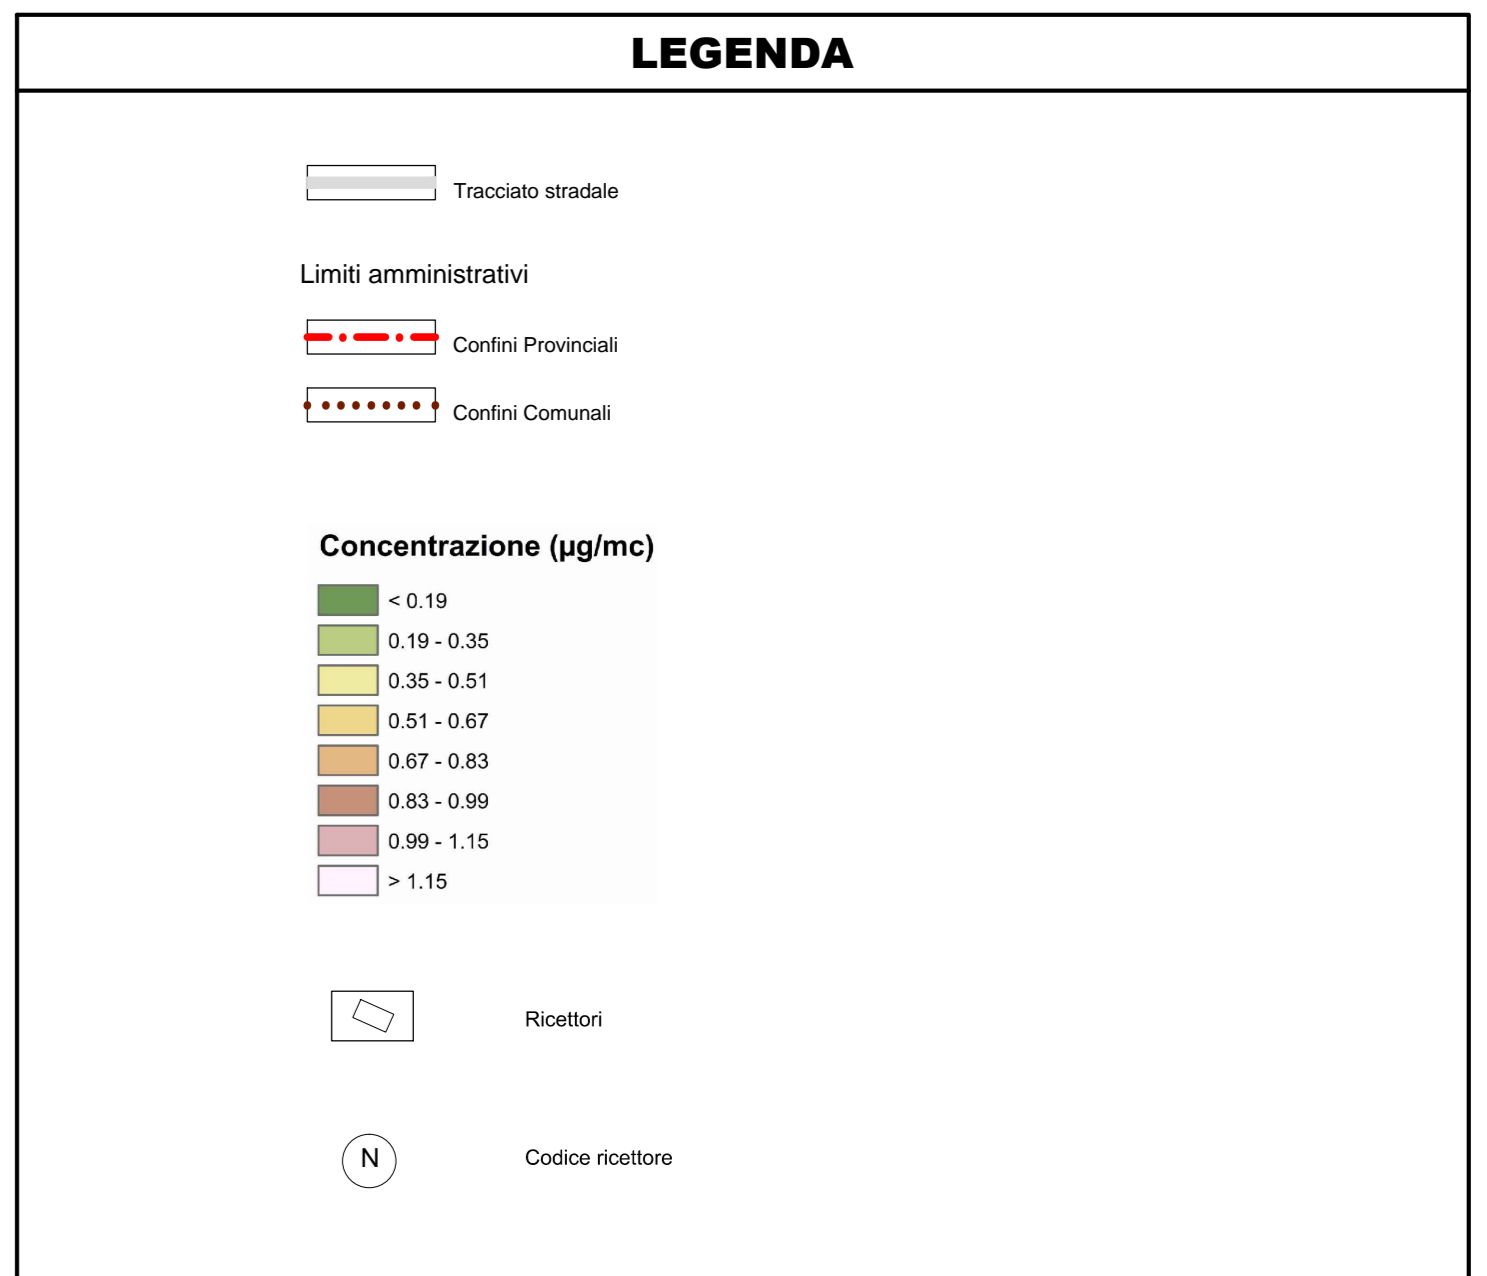 LEGENDA
Tracciato stradale
Limiti amministrativi
Confini Provinciali
Confini Comunali
Concentrazione (µg/mc)
< 0.19
0.19 - 0.35
0.35 - 0.51
0.51 - 0.67
0.67 - 0.83
0.83 - 0.99
0.99 - 1.15
> 1.15
Ricettori
N
Codice ricettore